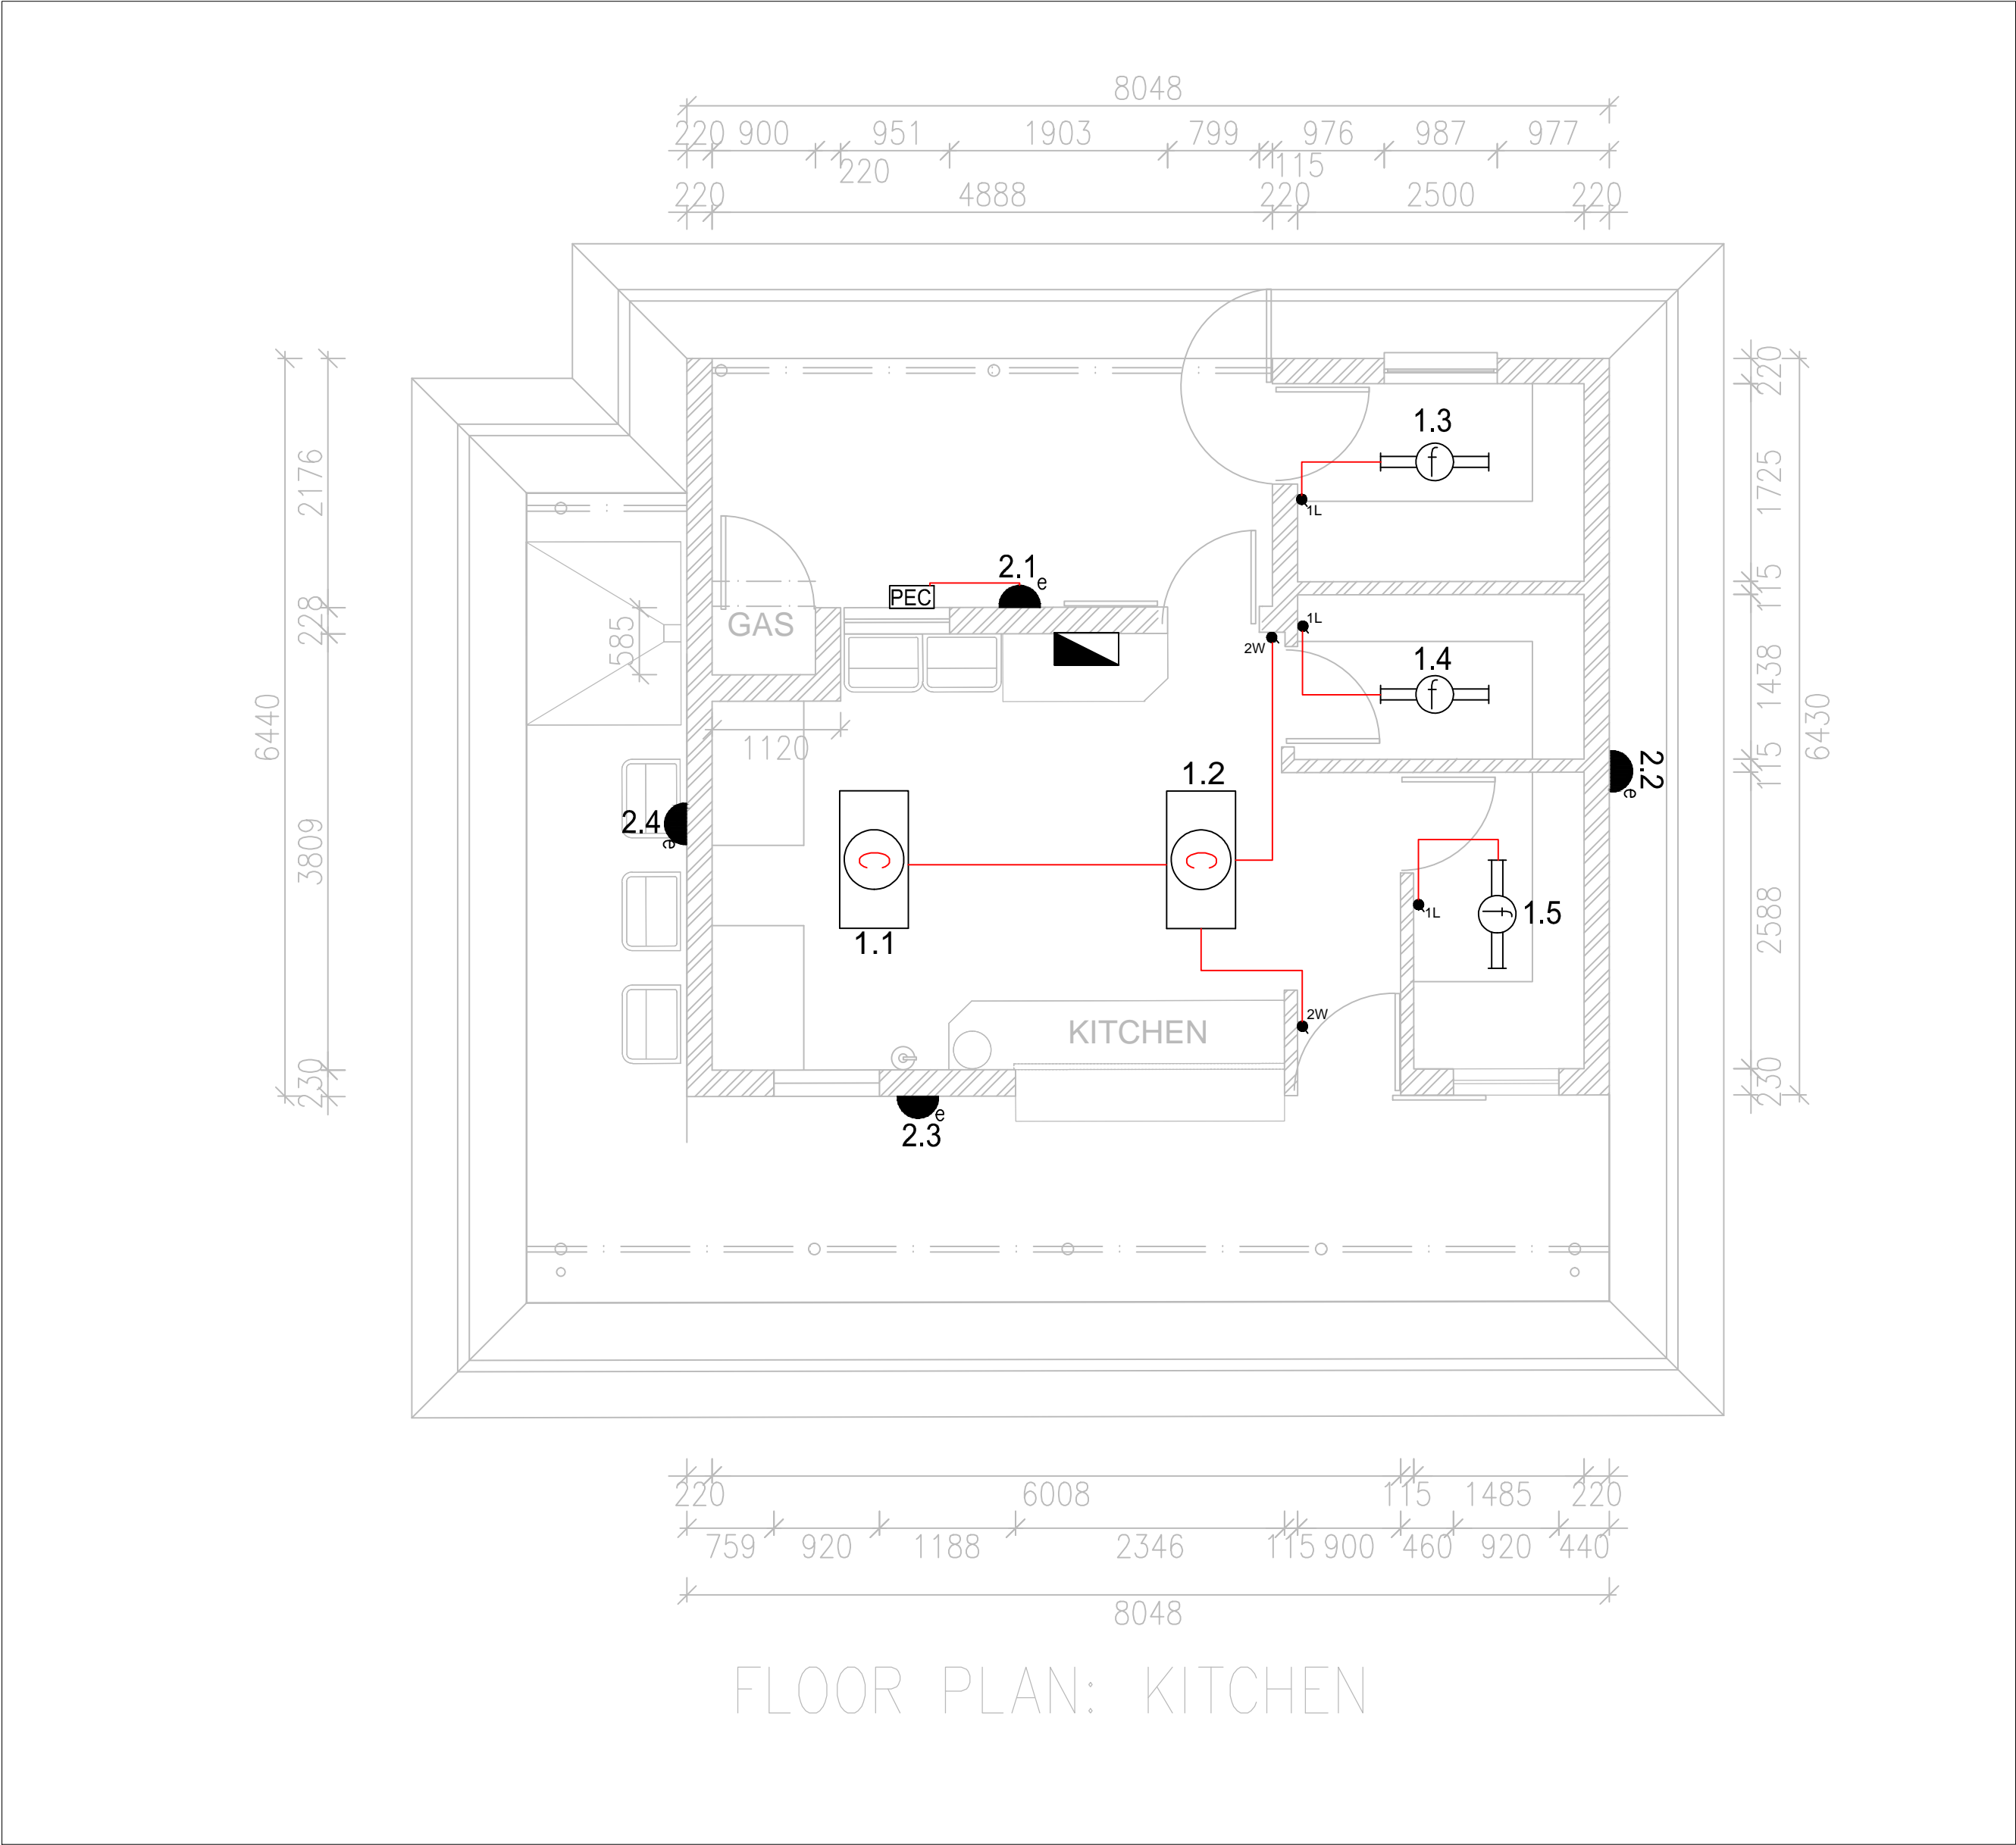 8048
220 900 951 1903 799 976 987 977
220 115
220 4888 220 2500 220
220
1.3
f
2176
1725
1L
2.1
e
PEC
115
228
585
GAS
1L
2W
1.4
f
6440
1438
6430
1120
115
1.2
2.2
e
2.4
e
C
C
3809
1.1
1L
f
1.5
2588
2W
KITCHEN
230
230
e
2.3
220 6008 115 1485 220
759 920 1188 2346 115 900 460 920 440
8048
FLOOR PLAN: KITCHEN